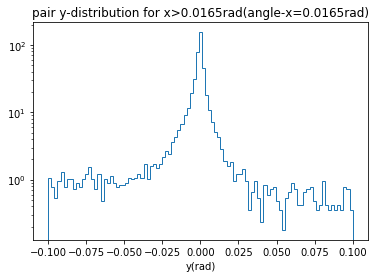 pair y-distribution for x>0.0165rad(angle-x=0.0165rad)
10²
10¹
10⁰
−0.100 −0.075 −0.050 −0.025 0.000 0.025 0.050 0.075 0.100
y(rad)